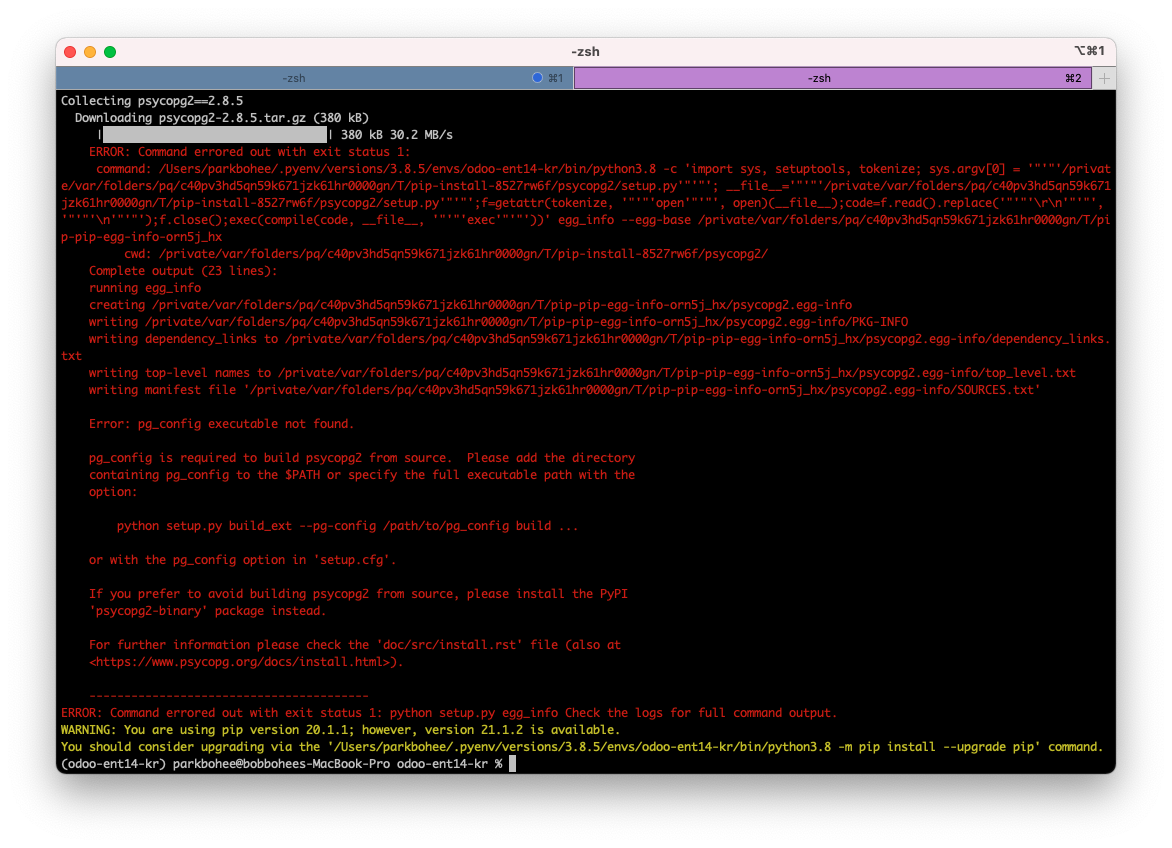 -zsh
⌥⌘1
-zsh
⌘1
-zsh
⌘2
Collecting psycopg2==2.8.5
  Downloading psycopg2-2.8.5.tar.gz (380 kB)
     |████████████████████████████████| 380 kB 30.2 MB/s
    ERROR: Command errored out with exit status 1:
     command: /Users/parkbohee/.pyenv/versions/3.8.5/envs/odoo-ent14-kr/bin/python3.8 -c 'import sys, setuptools, tokenize; sys.argv[0] = '"'"'/privat
e/var/folders/pq/c40pv3hd5qn59k671jzk61hr0000gn/T/pip-install-8527rw6f/psycopg2/setup.py'"'"'; __file__='"'"'/private/var/folders/pq/c40pv3hd5qn59k671
jzk61hr0000gn/T/pip-install-8527rw6f/psycopg2/setup.py'"'"';f=getattr(tokenize, '"'"'open'"'"', open)(__file__);code=f.read().replace('"'"'\r\n'"'"',
'"'"'\n'"'"');f.close();exec(compile(code, __file__, '"'"'exec'"'"'))' egg_info --egg-base /private/var/folders/pq/c40pv3hd5qn59k671jzk61hr0000gn/T/pi
p-pip-egg-info-orn5j_hx
         cwd: /private/var/folders/pq/c40pv3hd5qn59k671jzk61hr0000gn/T/pip-install-8527rw6f/psycopg2/
    Complete output (23 lines):
    running egg_info
    creating /private/var/folders/pq/c40pv3hd5qn59k671jzk61hr0000gn/T/pip-pip-egg-info-orn5j_hx/psycopg2.egg-info
    writing /private/var/folders/pq/c40pv3hd5qn59k671jzk61hr0000gn/T/pip-pip-egg-info-orn5j_hx/psycopg2.egg-info/PKG-INFO
    writing dependency_links to /private/var/folders/pq/c40pv3hd5qn59k671jzk61hr0000gn/T/pip-pip-egg-info-orn5j_hx/psycopg2.egg-info/dependency_links.
txt
    writing top-level names to /private/var/folders/pq/c40pv3hd5qn59k671jzk61hr0000gn/T/pip-pip-egg-info-orn5j_hx/psycopg2.egg-info/top_level.txt
    writing manifest file '/private/var/folders/pq/c40pv3hd5qn59k671jzk61hr0000gn/T/pip-pip-egg-info-orn5j_hx/psycopg2.egg-info/SOURCES.txt'

    Error: pg_config executable not found.

    pg_config is required to build psycopg2 from source.  Please add the directory
    containing pg_config to the $PATH or specify the full executable path with the
    option:

        python setup.py build_ext --pg-config /path/to/pg_config build ...

    or with the pg_config option in 'setup.cfg'.

    If you prefer to avoid building psycopg2 from source, please install the PyPI
    'psycopg2-binary' package instead.

    For further information please check the 'doc/src/install.rst' file (also at
    <https://www.psycopg.org/docs/install.html>).

    ----------------------------------------
ERROR: Command errored out with exit status 1: python setup.py egg_info Check the logs for full command output.
WARNING: You are using pip version 20.1.1; however, version 21.1.2 is available.
You should consider upgrading via the '/Users/parkbohee/.pyenv/versions/3.8.5/envs/odoo-ent14-kr/bin/python3.8 -m pip install --upgrade pip' command.
(odoo-ent14-kr) parkbohee@bobbohees-MacBook-Pro odoo-ent14-kr %